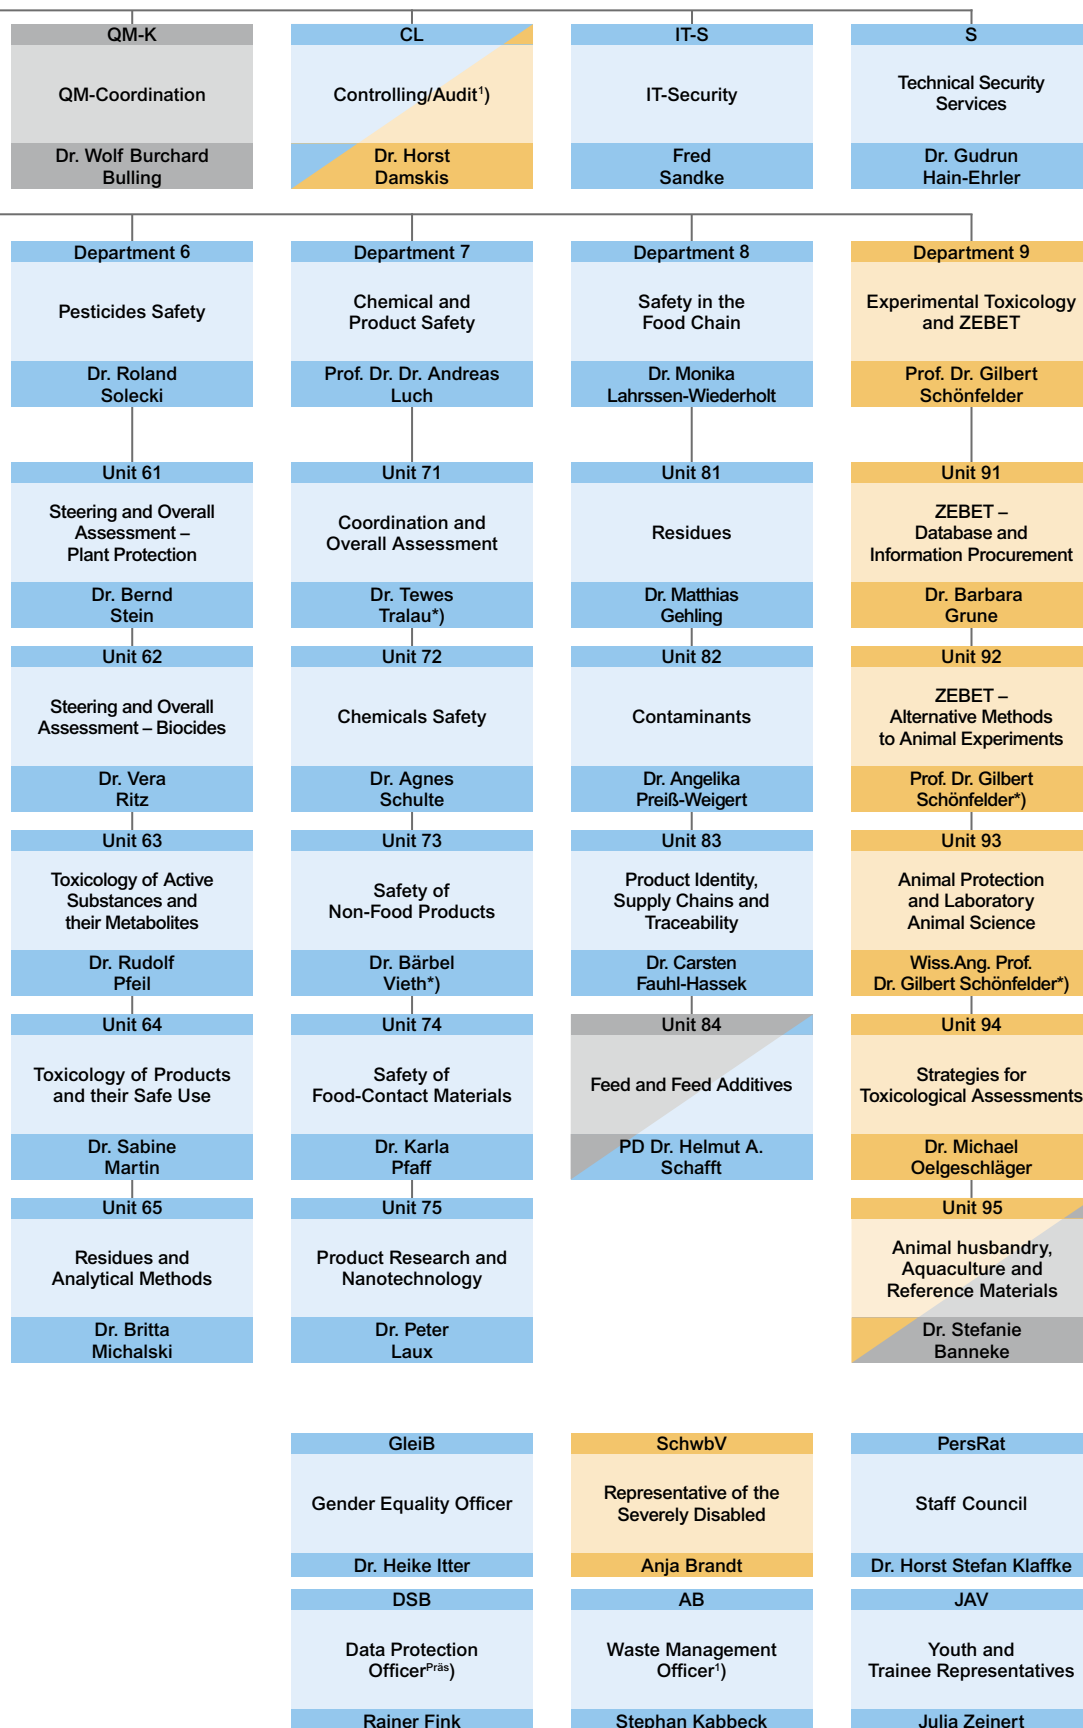 QM-K
QM-Coordination
Dr. Wolf Burchard
Bulling
CL
Controlling/Audit¹)
Dr. Horst
Damskis
IT-S
IT-Security
Fred
Sandke
S
Technical Security
Services
Dr. Gudrun
Hain-Ehrler
Department 6
Pesticides Safety
Dr. Roland
Solecki
Department 7
Chemical and
Product Safety
Prof. Dr. Dr. Andreas
Luch
Department 8
Safety in the
Food Chain
Dr. Monika
Lahrssen-Wiederholt
Department 9
Experimental Toxicology
and ZEBET
Prof. Dr. Gilbert
Schönfelder
Unit 61
Steering and Overall
Assessment –
Plant Protection
Dr. Bernd
Stein
Unit 71
Coordination and
Overall Assessment
Dr. Tewes
Tralau*)
Unit 81
Residues
Dr. Matthias
Gehling
Unit 91
ZEBET –
Database and
Information Procurement
Dr. Barbara
Grune
Unit 62
Steering and Overall
Assessment – Biocides
Dr. Vera
Ritz
Unit 72
Chemicals Safety
Dr. Agnes
Schulte
Unit 82
Contaminants
Dr. Angelika
Preiß-Weigert
Unit 92
ZEBET –
Alternative Methods
to Animal Experiments
Prof. Dr. Gilbert
Schönfelder*)
Unit 63
Toxicology of Active
Substances and
their Metabolites
Dr. Rudolf
Pfeil
Unit 73
Safety of
Non-Food Products
Dr. Bärbel
Vieth*)
Unit 83
Product Identity,
Supply Chains and
Traceability
Dr. Carsten
Fauhl-Hassek
Unit 93
Animal Protection
and Laboratory
Animal Science
Wiss.Ang. Prof.
Dr. Gilbert Schönfelder*)
Unit 64
Toxicology of Products
and their Safe Use
Dr. Sabine
Martin
Unit 74
Safety of
Food-Contact Materials
Dr. Karla
Pfaff
Unit 84
Feed and Feed Additives
PD Dr. Helmut A.
Schafft
Unit 94
Strategies for
Toxicological Assessments
Dr. Michael
Oelgeschläger
Unit 65
Residues and
Analytical Methods
Dr. Britta
Michalski
Unit 75
Product Research and
Nanotechnology
Dr. Peter
Laux
Unit 95
Animal husbandry,
Aquaculture and
Reference Materials
Dr. Stefanie
Banneke
GleiB
Gender Equality Officer
Dr. Heike Itter
SchwbV
Representative of the
Severely Disabled
Anja Brandt
PersRat
Staff Council
Dr. Horst Stefan Klaffke
DSB
Data Protection
Officer^Präs)
Rainer Fink
AB
Waste Management
Officer¹)
Stephan Kabbeck
JAV
Youth and
Trainee Representatives
Julia Zeinert